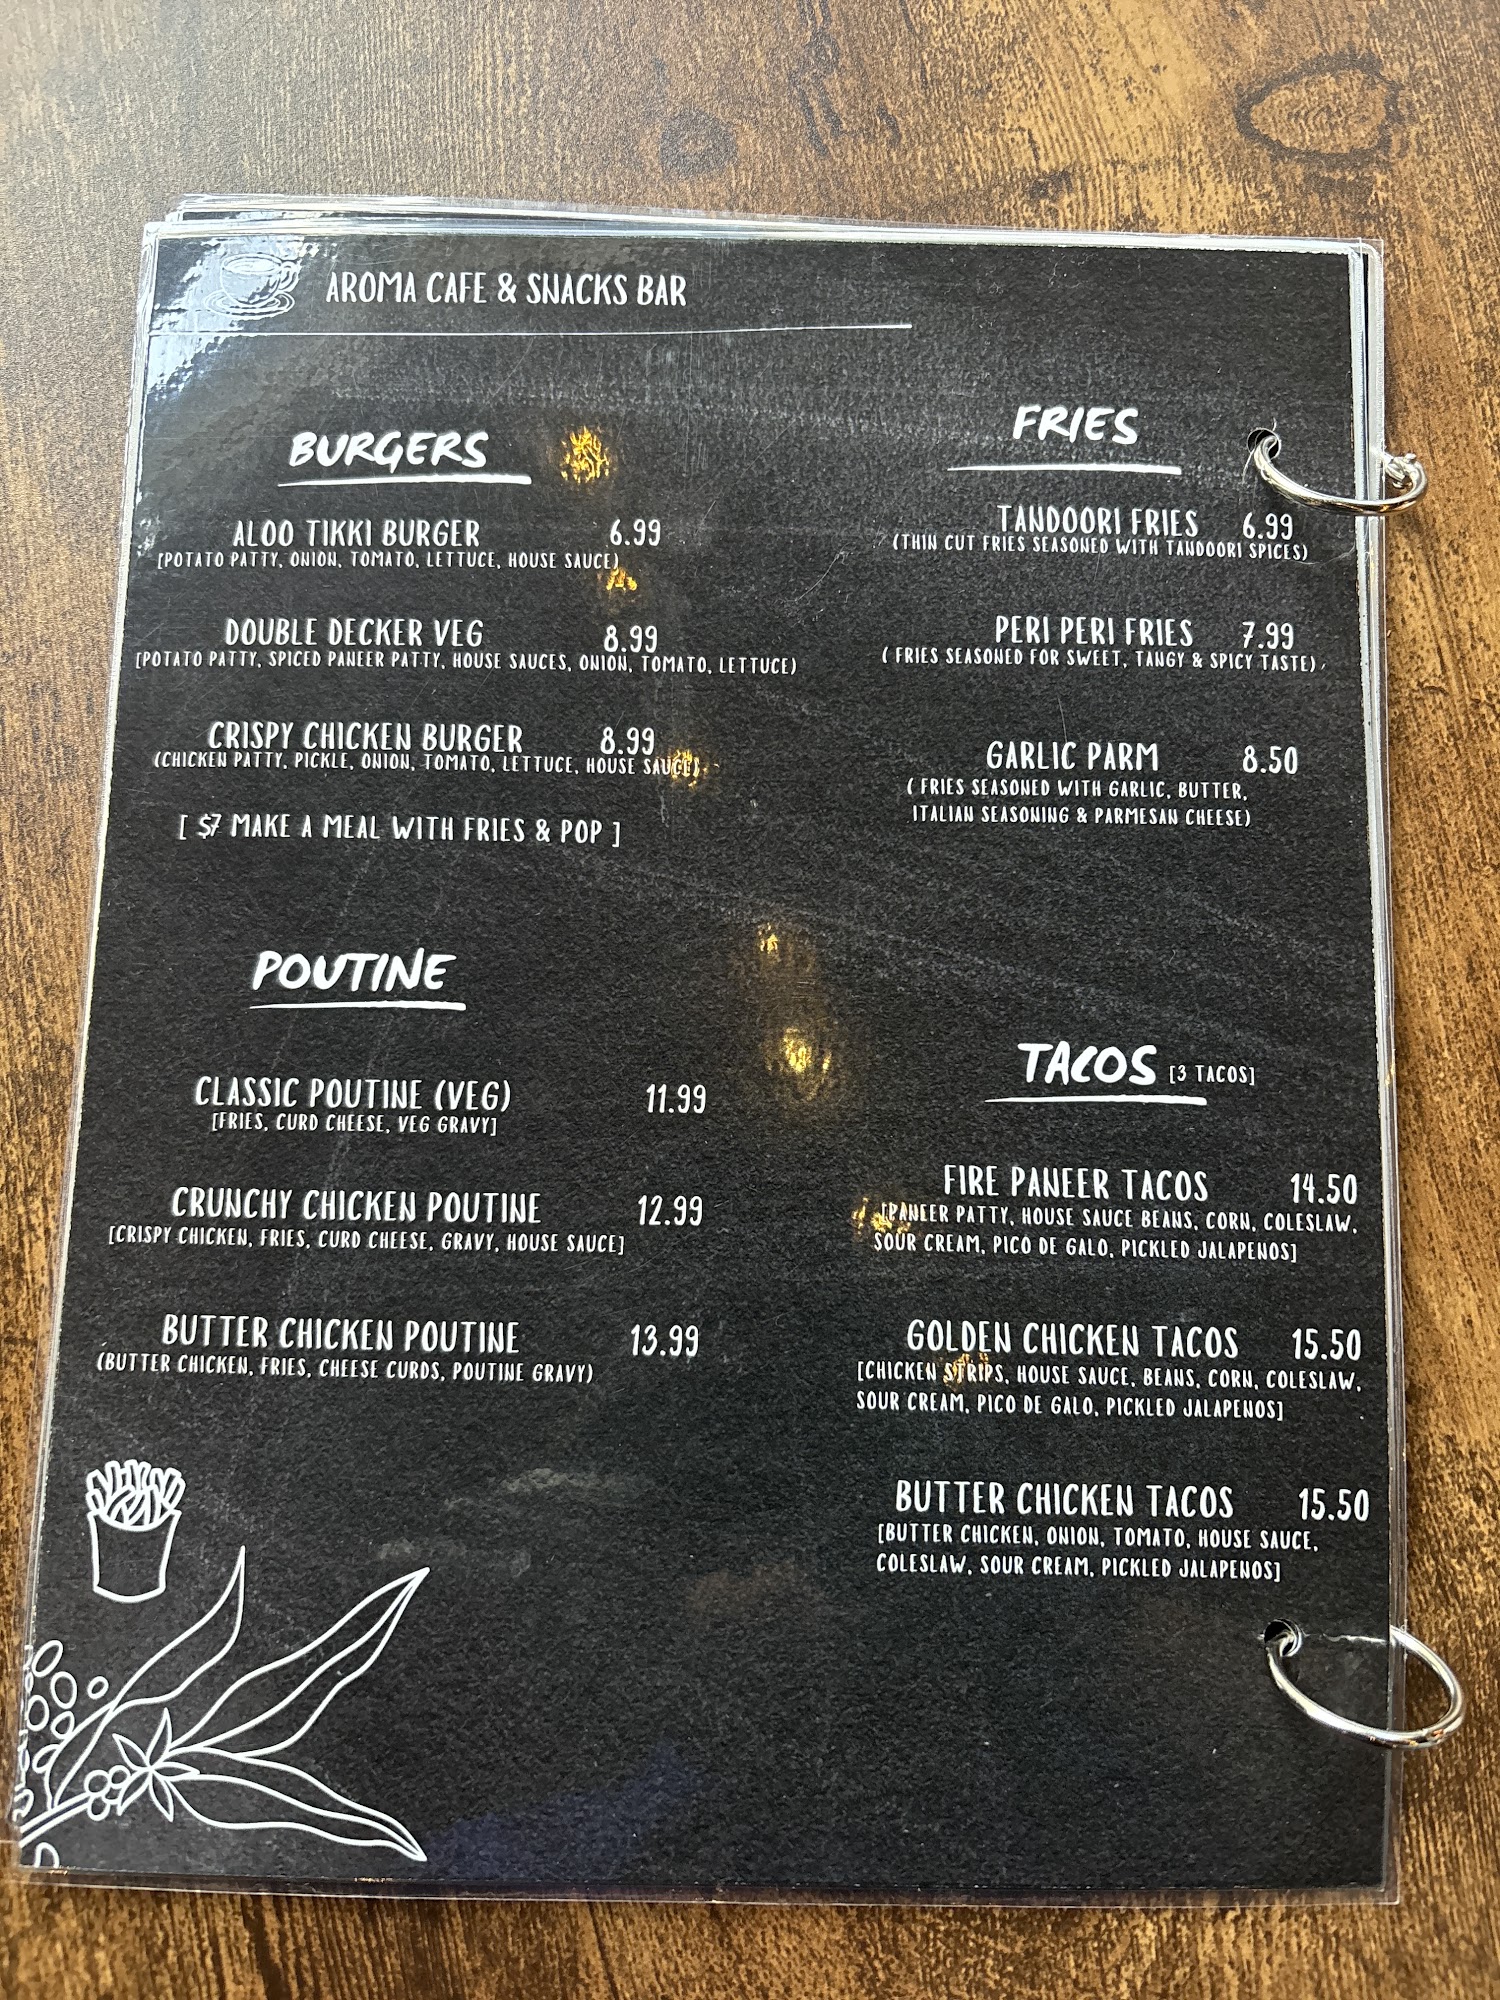 AROMA CAFE & SNACKS BAR
BURGERS
ALOO TIKKI BURGER 6.99
[POTATO PATTY, ONION, TOMATO, LETTUCE, HOUSE SAUCE)
DOUBLE DECKER VEG 8.99
[POTATO PATTY, SPICED PANEER PATTY, HOUSE SAUCES, ONION, TOMATO, LETTUCE)
CRISPY CHICKEN BURGER 8.99
(CHICKEN PATTY, PICKLE, ONION, TOMATO, LETTUCE, HOUSE SAUCE)
[ $7 MAKE A MEAL WITH FRIES & POP ]
POUTINE
CLASSIC POUTINE (VEG) 11.99
[FRIES, CURD CHEESE, VEG GRAVY]
CRUNCHY CHICKEN POUTINE 12.99
[CRISPY CHICKEN, FRIES, CURD CHEESE, GRAVY, HOUSE SAUCE]
BUTTER CHICKEN POUTINE 13.99
(BUTTER CHICKEN, FRIES, CHEESE CURDS, POUTINE GRAVY)
FRIES
TANDOORI FRIES 6.99
(THIN CUT FRIES SEASONED WITH TANDOORI SPICES)
PERI PERI FRIES 7.99
( FRIES SEASONED FOR SWEET, TANGY & SPICY TASTE)
GARLIC PARM 8.50
( FRIES SEASONED WITH GARLIC, BUTTER,
ITALIAN SEASONING & PARMESAN CHEESE)
TACOS [3 TACOS]
FIRE PANEER TACOS 14.50
[PANEER PATTY, HOUSE SAUCE BEANS, CORN, COLESLAW,
SOUR CREAM, PICO DE GALO, PICKLED JALAPENOS]
GOLDEN CHICKEN TACOS 15.50
[CHICKEN STRIPS, HOUSE SAUCE, BEANS, CORN, COLESLAW,
SOUR CREAM, PICO DE GALO, PICKLED JALAPENOS]
BUTTER CHICKEN TACOS 15.50
[BUTTER CHICKEN, ONION, TOMATO, HOUSE SAUCE,
COLESLAW, SOUR CREAM, PICKLED JALAPENOS]